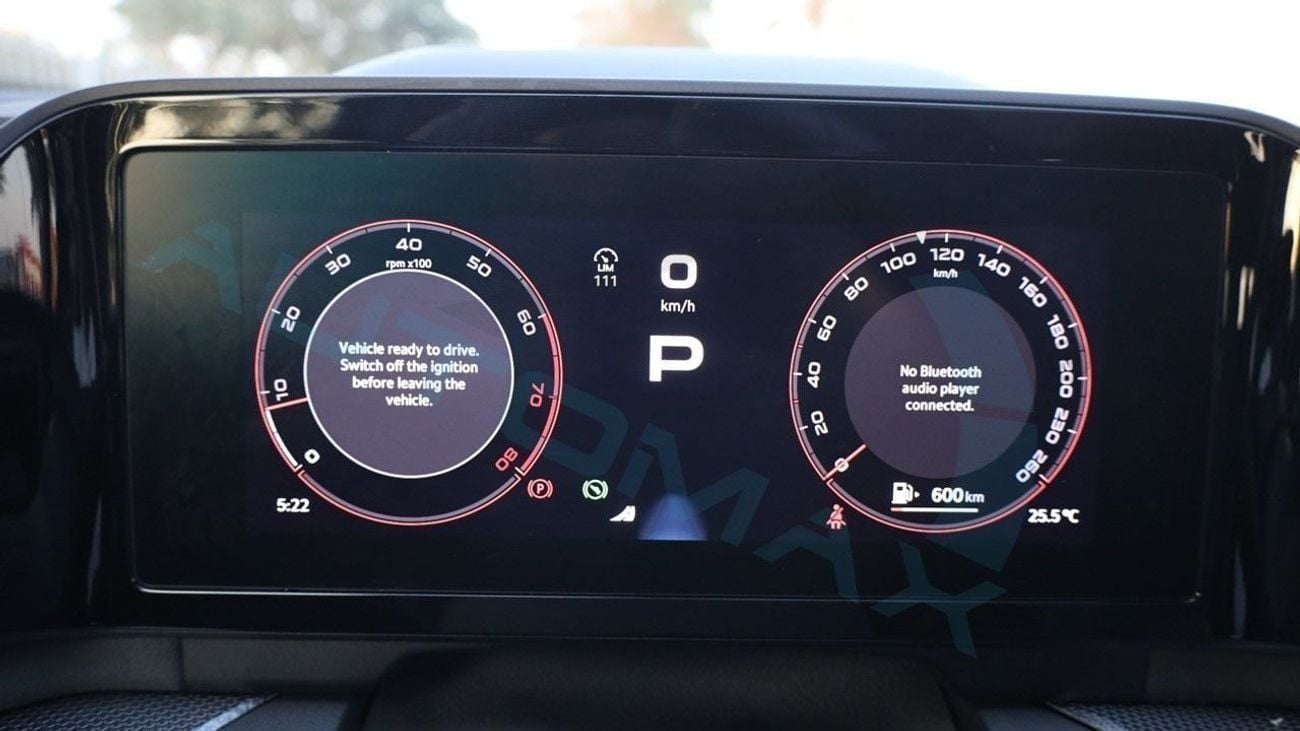 40
rpm x100
30
50
20
60
10
70
0
80
Vehicle ready to drive.
Switch off the ignition
before leaving the
vehicle.
5:22
LIM
111
0
km/h
P
P
120
km/h
100
140
80
160
60
180
40
200
20
230
0
260
No Bluetooth
audio player
connected.
600 km
25.5 °C